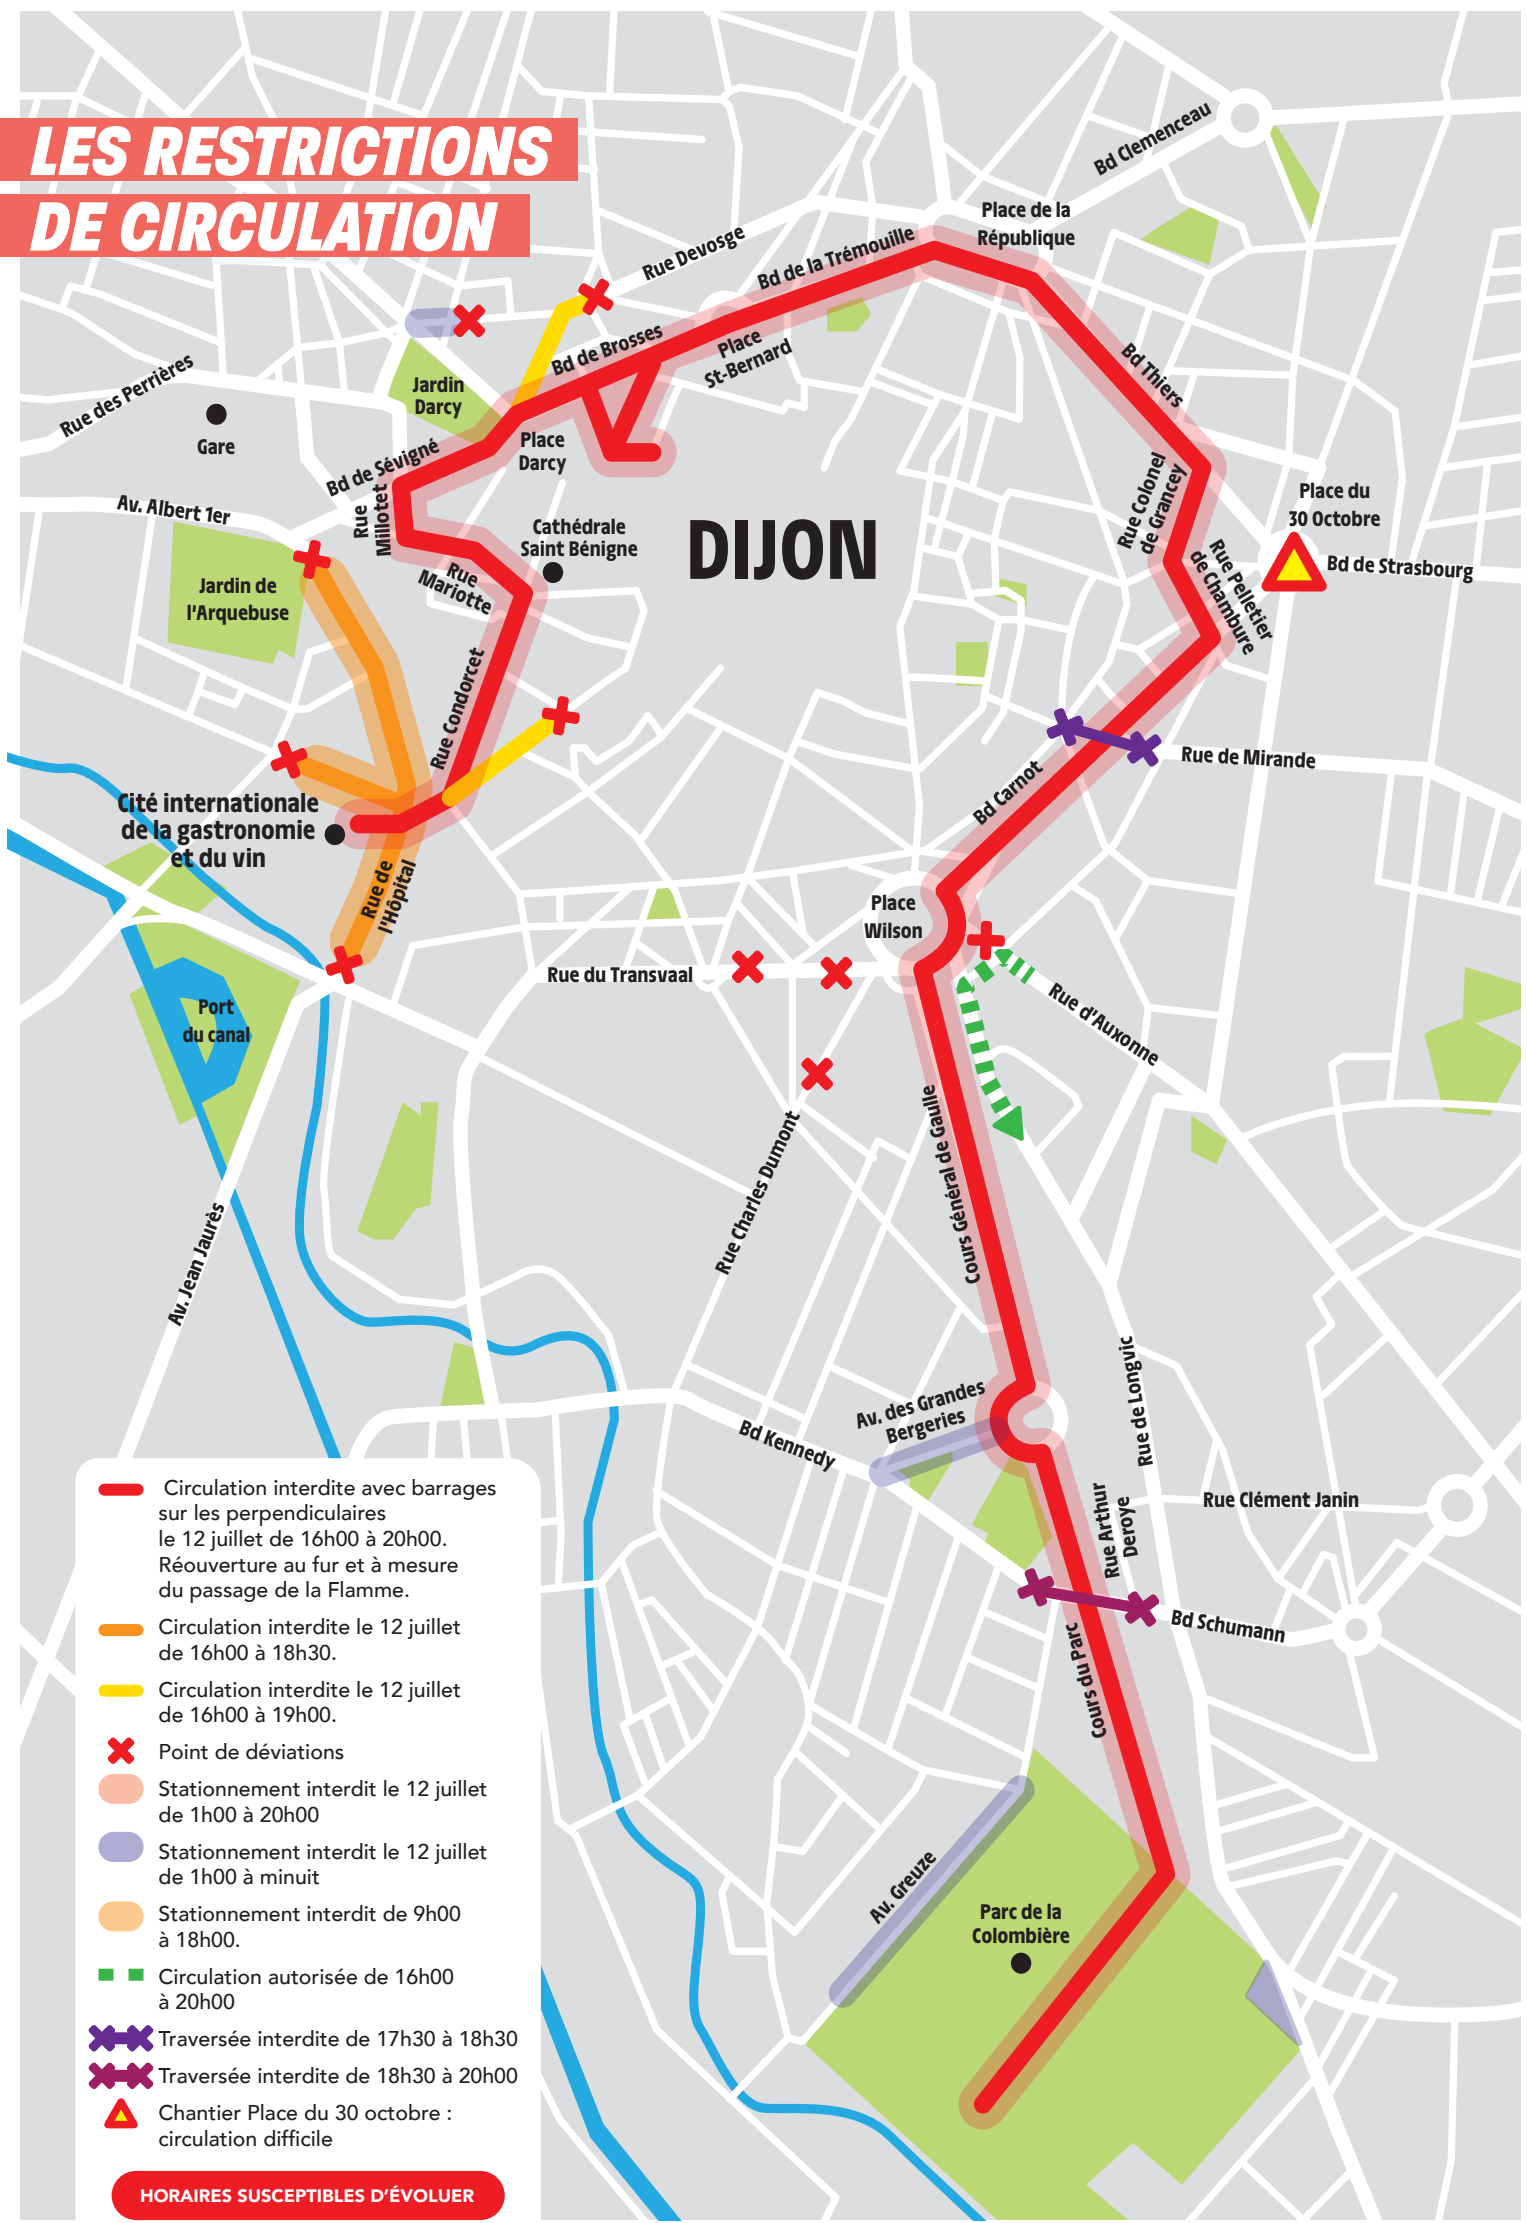 LES RESTRICTIONS
DE CIRCULATION
Bd Clemenceau
Place de la
République
Rue Devosge
Bd de la Trémouille
Bd de Brosses
Place
St-Bernard
Bd Thiers
Rue des Perrières
Gare
Jardin
Darcy
Place
Darcy
Bd de Sévigné
Av. Albert 1er
Rue
Millotet
Cathédrale
Saint Bénigne
DIJON
Rue Colonel
de Grancey
Place du
30 Octobre
Bd de Strasbourg
Rue Pelletier
de Chambure
Jardin de
l'Arquebuse
Rue
Mariotte
Rue Condorcet
Rue de Mirande
Bd Carnot
Cité internationale
de la gastronomie
et du vin
Rue de
l'Hôpital
Place
Wilson
Rue du Transvaal
Rue d'Auxonne
Port
du canal
Cours Général de Gaulle
Rue Charles Dumont
Av. Jean Jaurès
Rue de Longvic
Av. des Grandes
Bergeries
Bd Kennedy
Rue Clément Janin
Rue Arthur
Deroye
Bd Schumann
Cours du Parc
Av. Greuze
Parc de la
Colombière
Circulation interdite avec barrages
sur les perpendiculaires
le 12 juillet de 16h00 à 20h00.
Réouverture au fur et à mesure
du passage de la Flamme.
Circulation interdite le 12 juillet
de 16h00 à 18h30.
Circulation interdite le 12 juillet
de 16h00 à 19h00.
Point de déviations
Stationnement interdit le 12 juillet
de 1h00 à 20h00
Stationnement interdit le 12 juillet
de 1h00 à minuit
Stationnement interdit de 9h00
à 18h00.
Circulation autorisée de 16h00
à 20h00
Traversée interdite de 17h30 à 18h30
Traversée interdite de 18h30 à 20h00
Chantier Place du 30 octobre :
circulation difficile
HORAIRES SUSCEPTIBLES D'ÉVOLUER